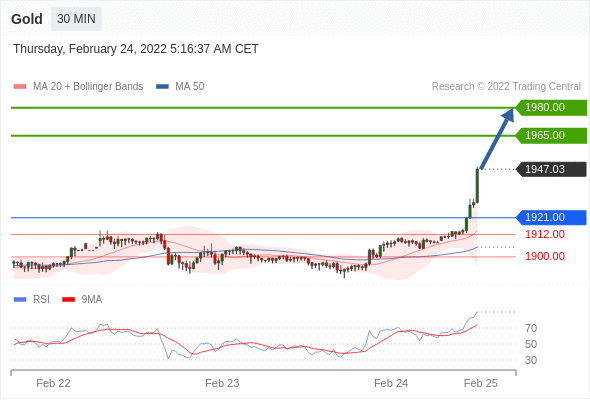 Gold 30 MIN
Thursday, February 24, 2022 5:16:37 AM CET
MA 20 + Bollinger Bands MA 50 Research © 2022 Trading Central
1980.00
1965.00
1947.03
1921.00
1912.00
1900.00
RSI 9MA
70
50
30
Feb 22 Feb 23 Feb 24 Feb 25